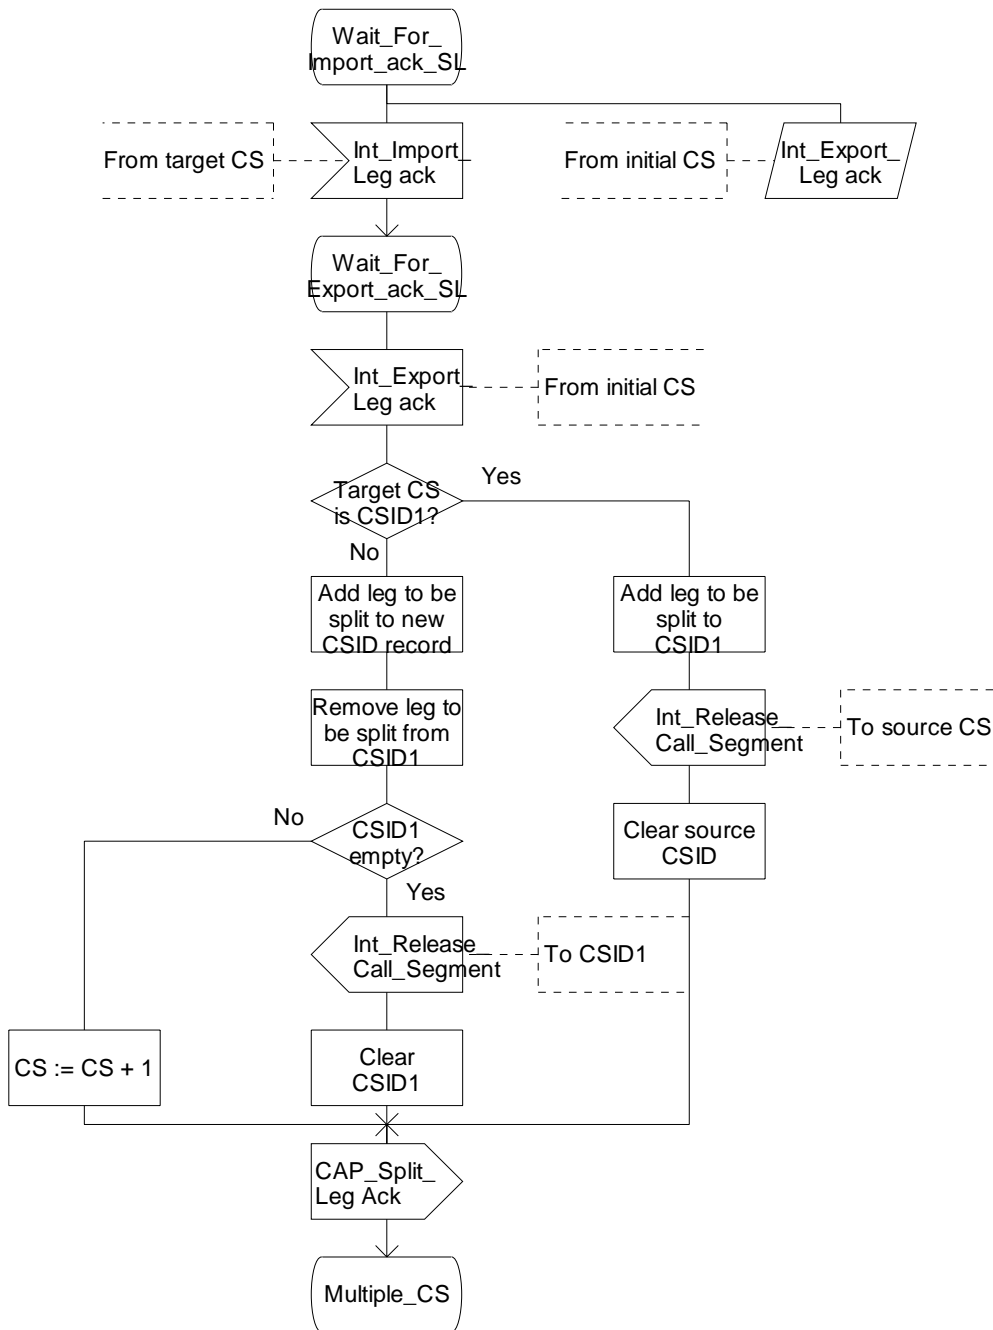 Wait_For_
Import_ack_SL
From target CS
Int_Import_
Leg ack
From initial CS
Int_Export_
Leg ack
Wait_For_
Export_ack_SL
Int_Export_
Leg ack
From initial CS
Target CS
is CSID1?
Yes
No
Add leg to be
split to new
CSID record
Add leg to be
split to
CSID1
Remove leg to
be split from
CSID1
Int_Release_
Call_Segment
To source CS
No
CSID1
empty?
Clear source
CSID
Yes
Int_Release_
Call_Segment
To CSID1
CS := CS + 1
Clear
CSID1
CAP_Split_
Leg Ack
Multiple_CS